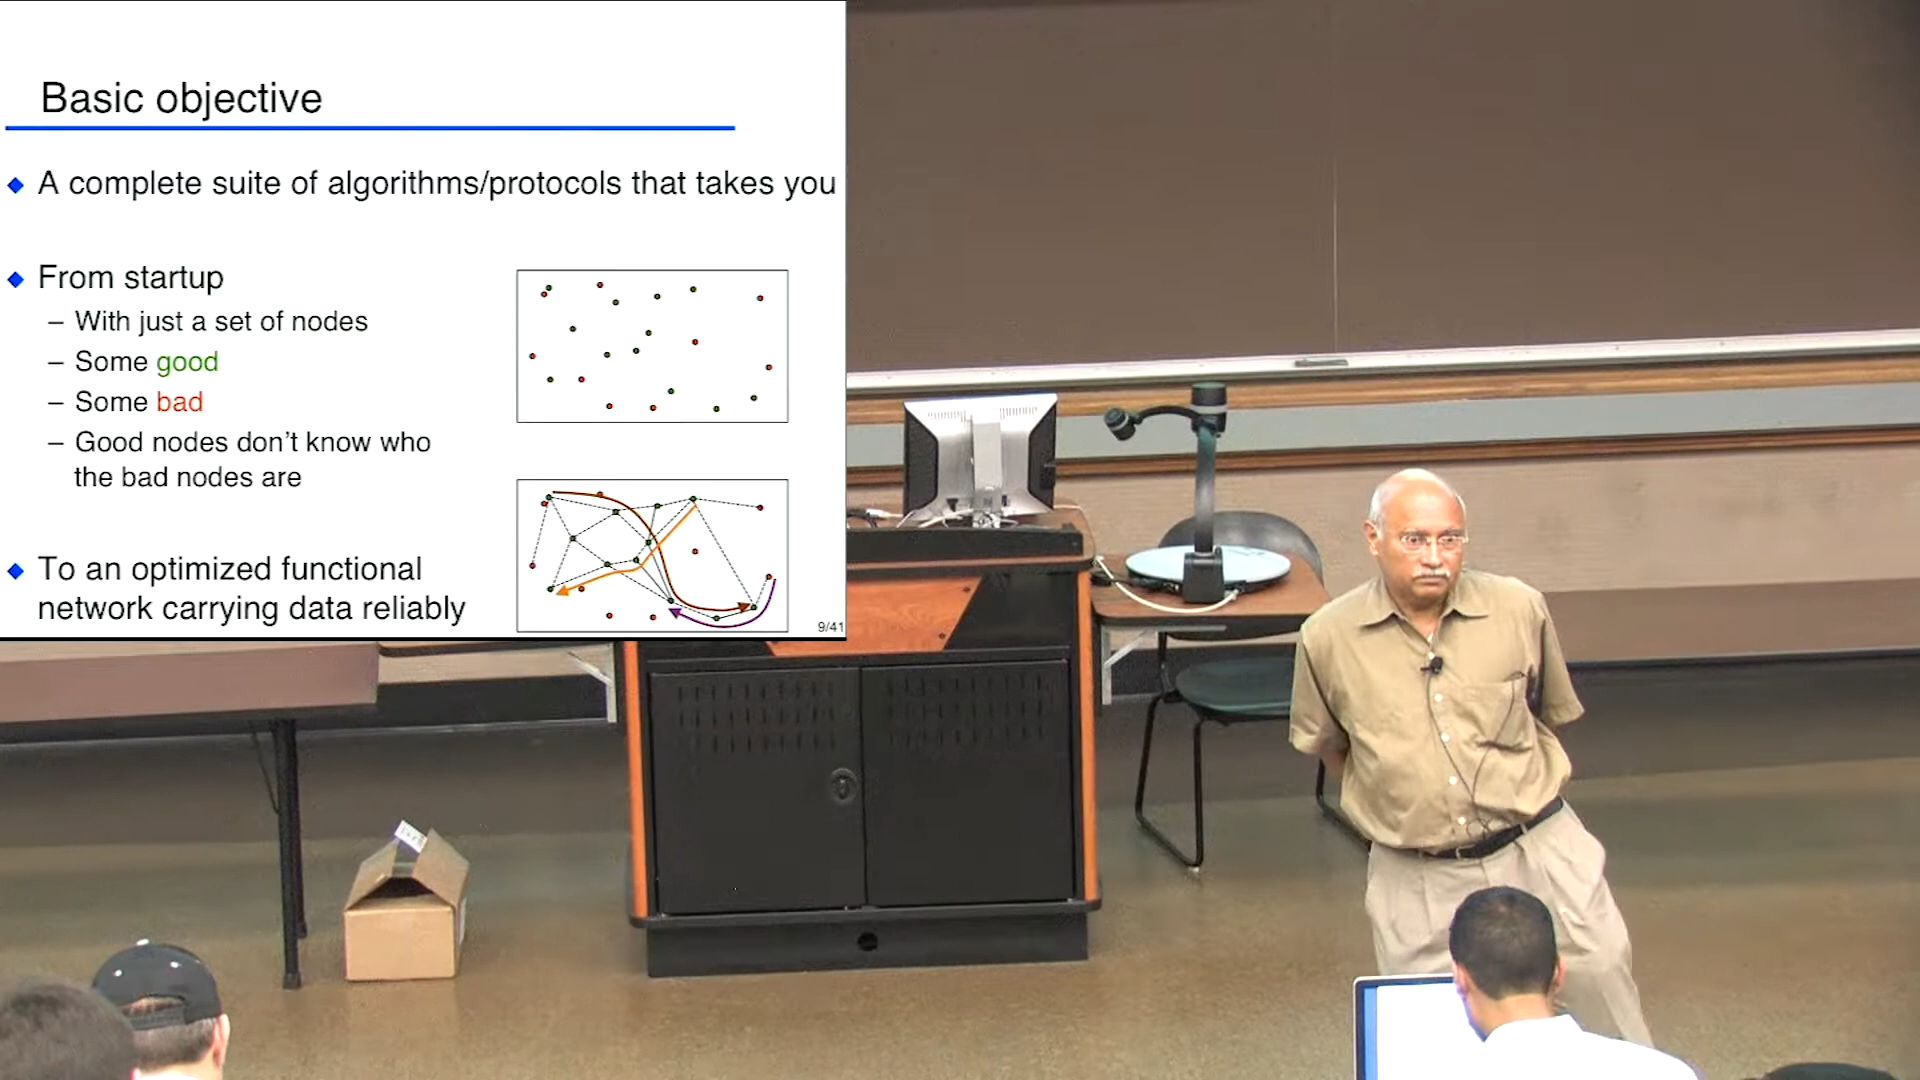 Basic objective
A complete suite of algorithms/protocols that takes you
From startup
– With just a set of nodes
– Some good
– Some bad
– Good nodes don't know who
the bad nodes are
To an optimized functional
network carrying data reliably
9/41